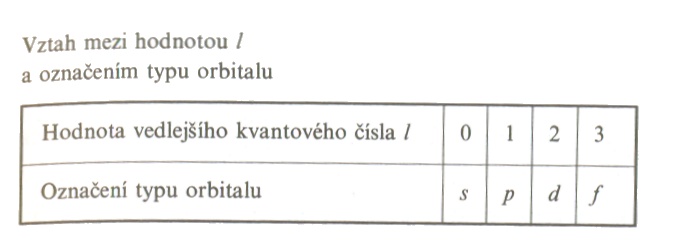 Vztah mezi hodnotou l
a označením typu orbitalu
Hodnota vedlejšího kvantového čísla l 0 1 2 3
Označení typu orbitalu s p d f